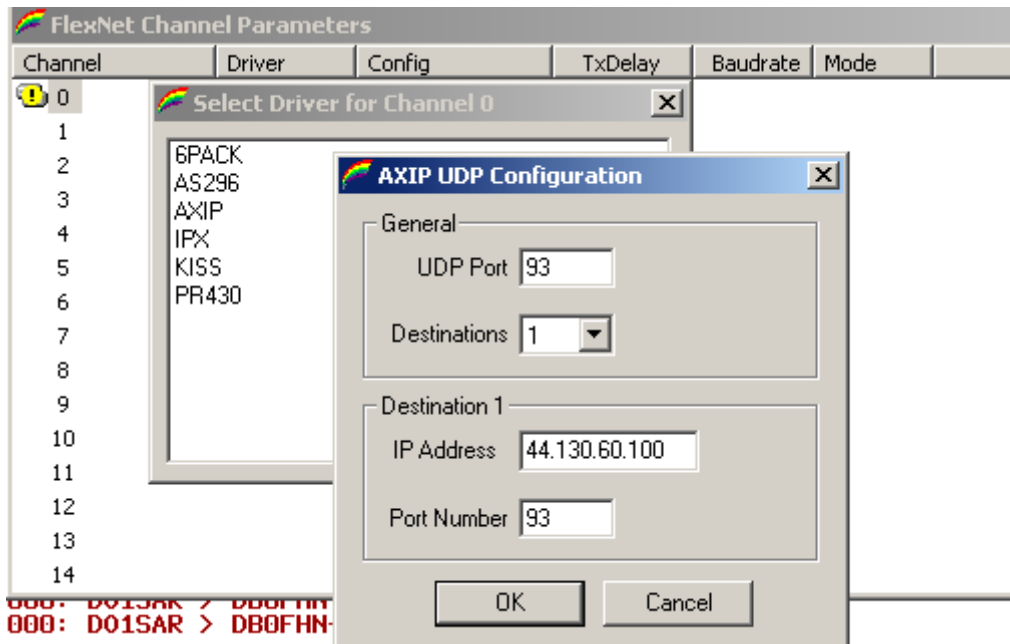 FlexNet Channel Parameters
Channel Driver Config TxDelay Baudrate Mode
0
1
2
3
4
5
6
7
8
9
10
11
12
13
14
Select Driver for Channel 0
6PACK
AS296
AXIP
IPX
KISS
PR430
AXIP UDP Configuration
General
UDP Port 93
Destinations 1
Destination 1
IP Address 44.130.60.100
Port Number 93
OK Cancel
000: DO1SAR > DB0FHN
000: DO1SAR > DB0FHN-